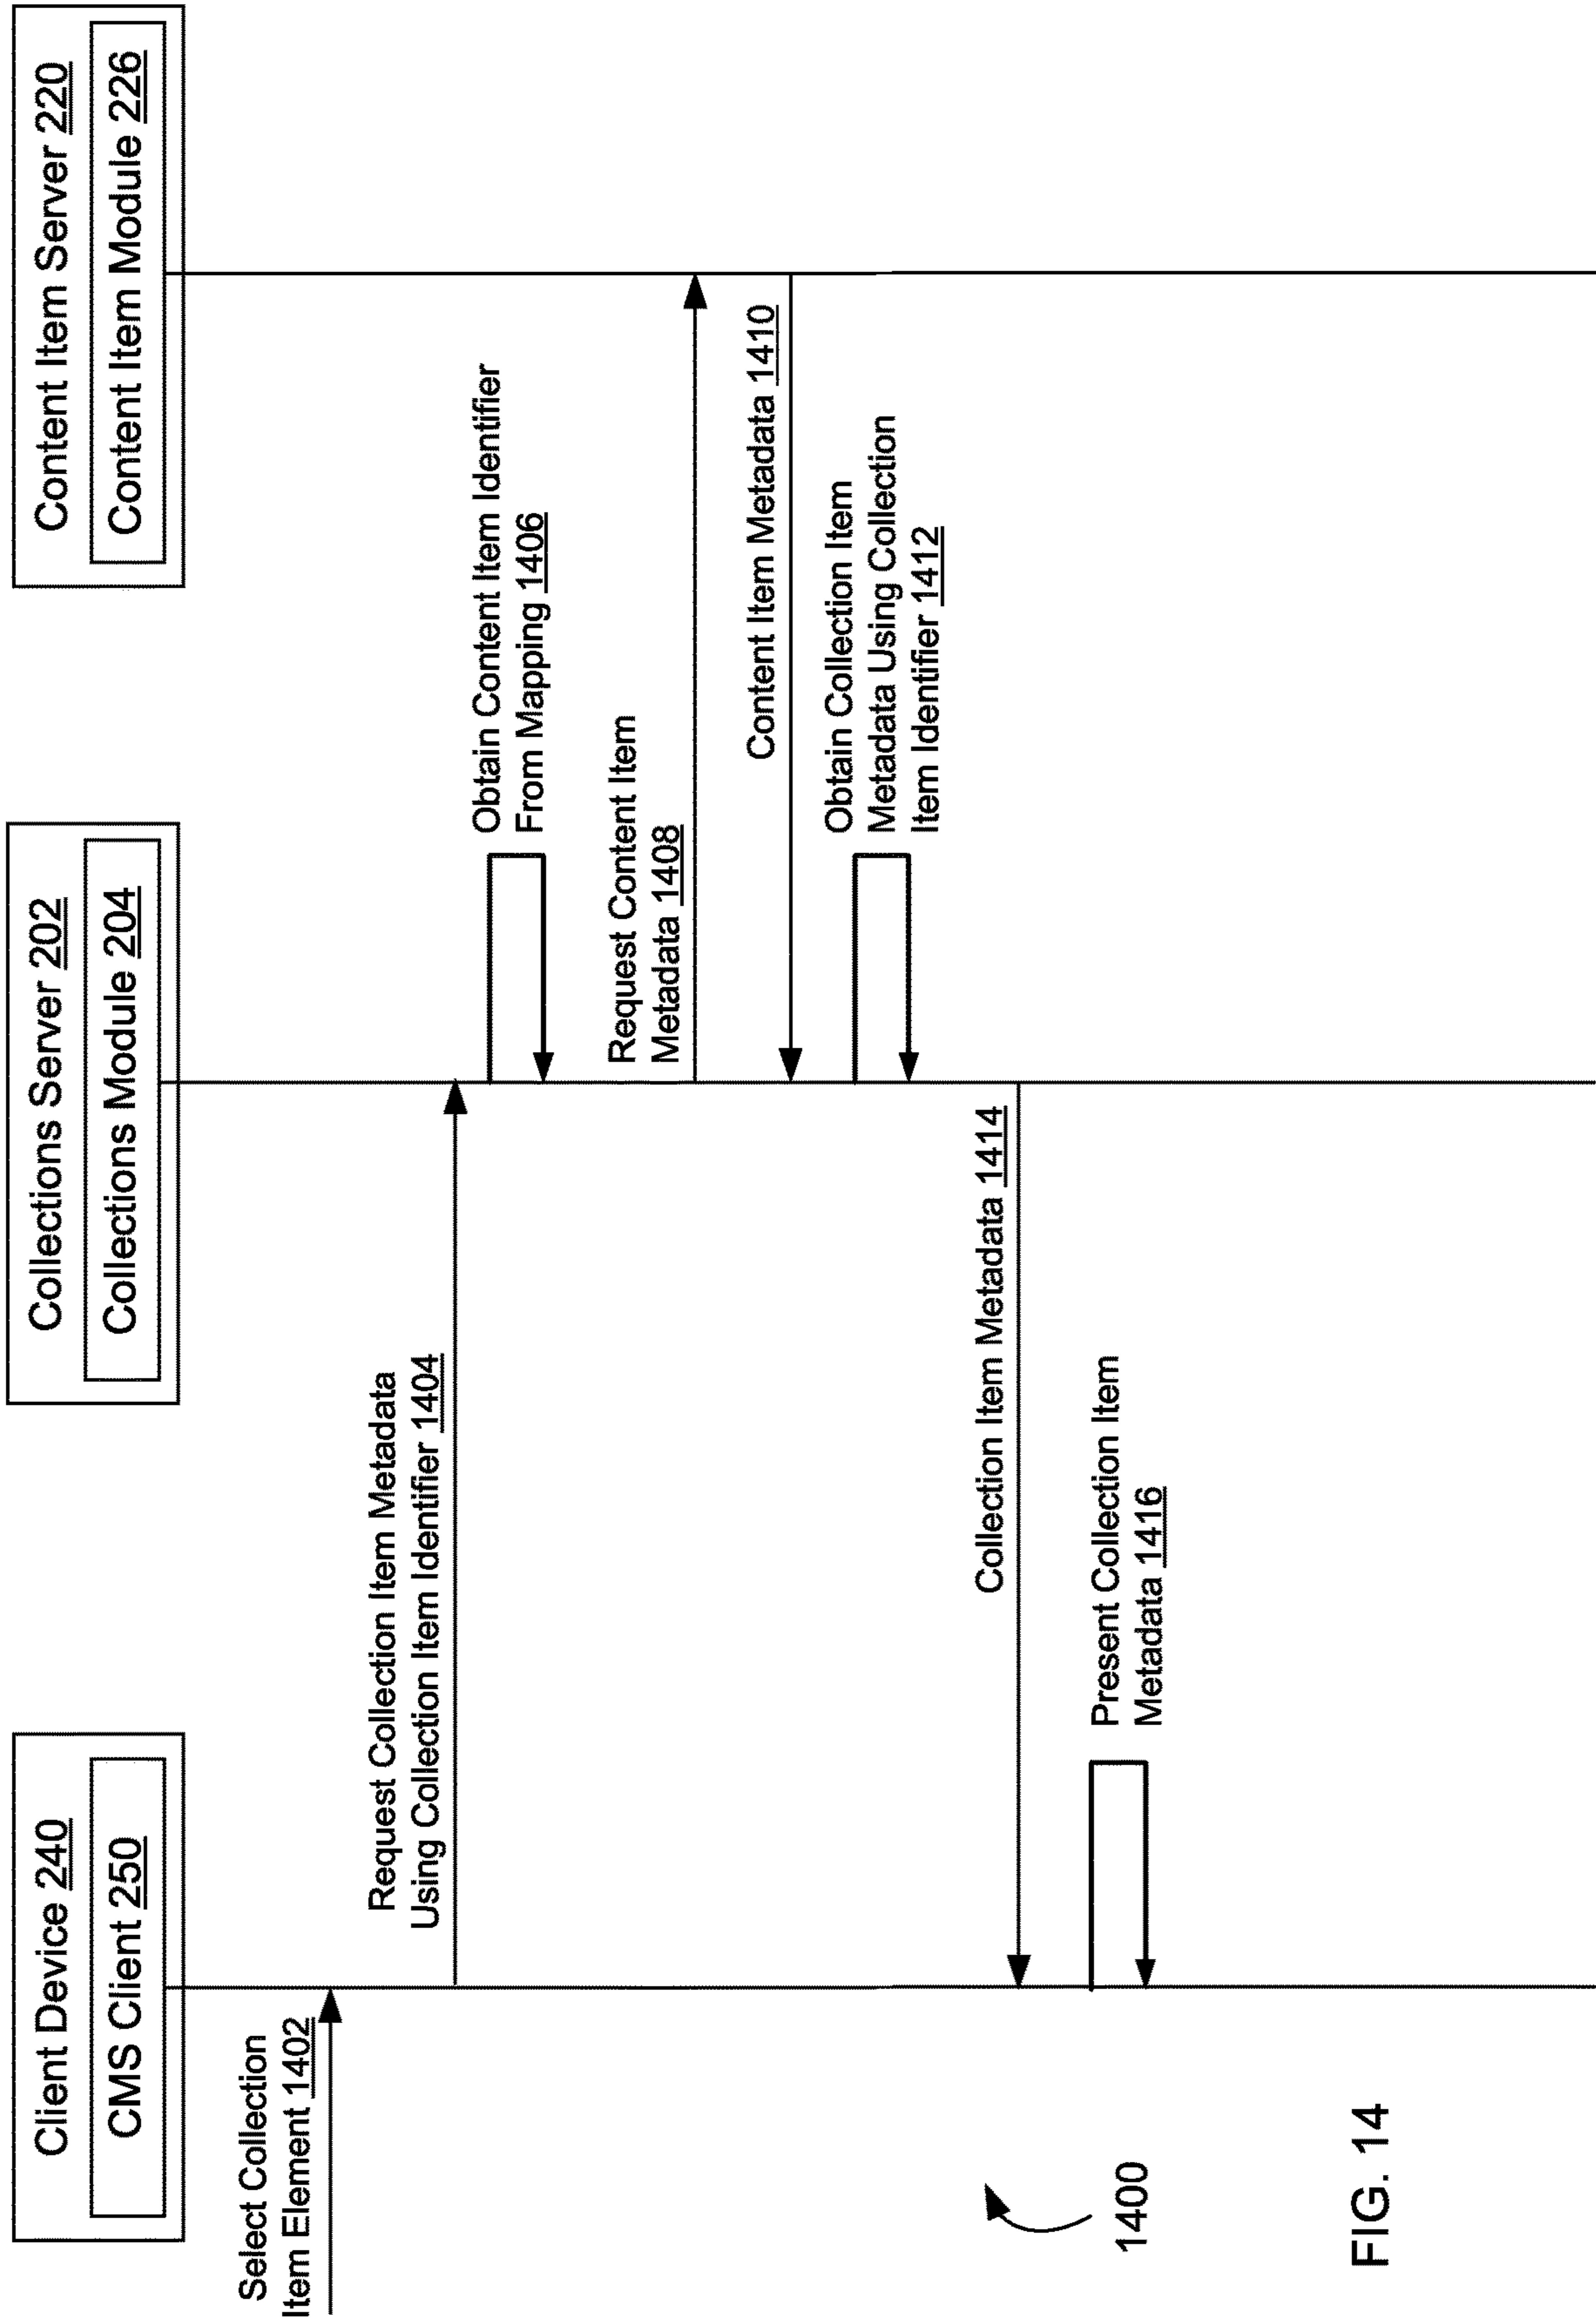 Client Device 240
CMS Client 250
Collections Server 202
Collections Module 204
Content Item Server 220
Content Item Module 226
Select Collection
Item Element 1402
Request Collection Item Metadata
Using Collection Item Identifier 1404
Obtain Content Item Identifier
From Mapping 1406
Request Content Item
Metadata 1408
Content Item Metadata 1410
Obtain Collection Item
Metadata Using Collection
Item Identifier 1412
Collection Item Metadata 1414
Present Collection Item
Metadata 1416
1400
FIG. 14